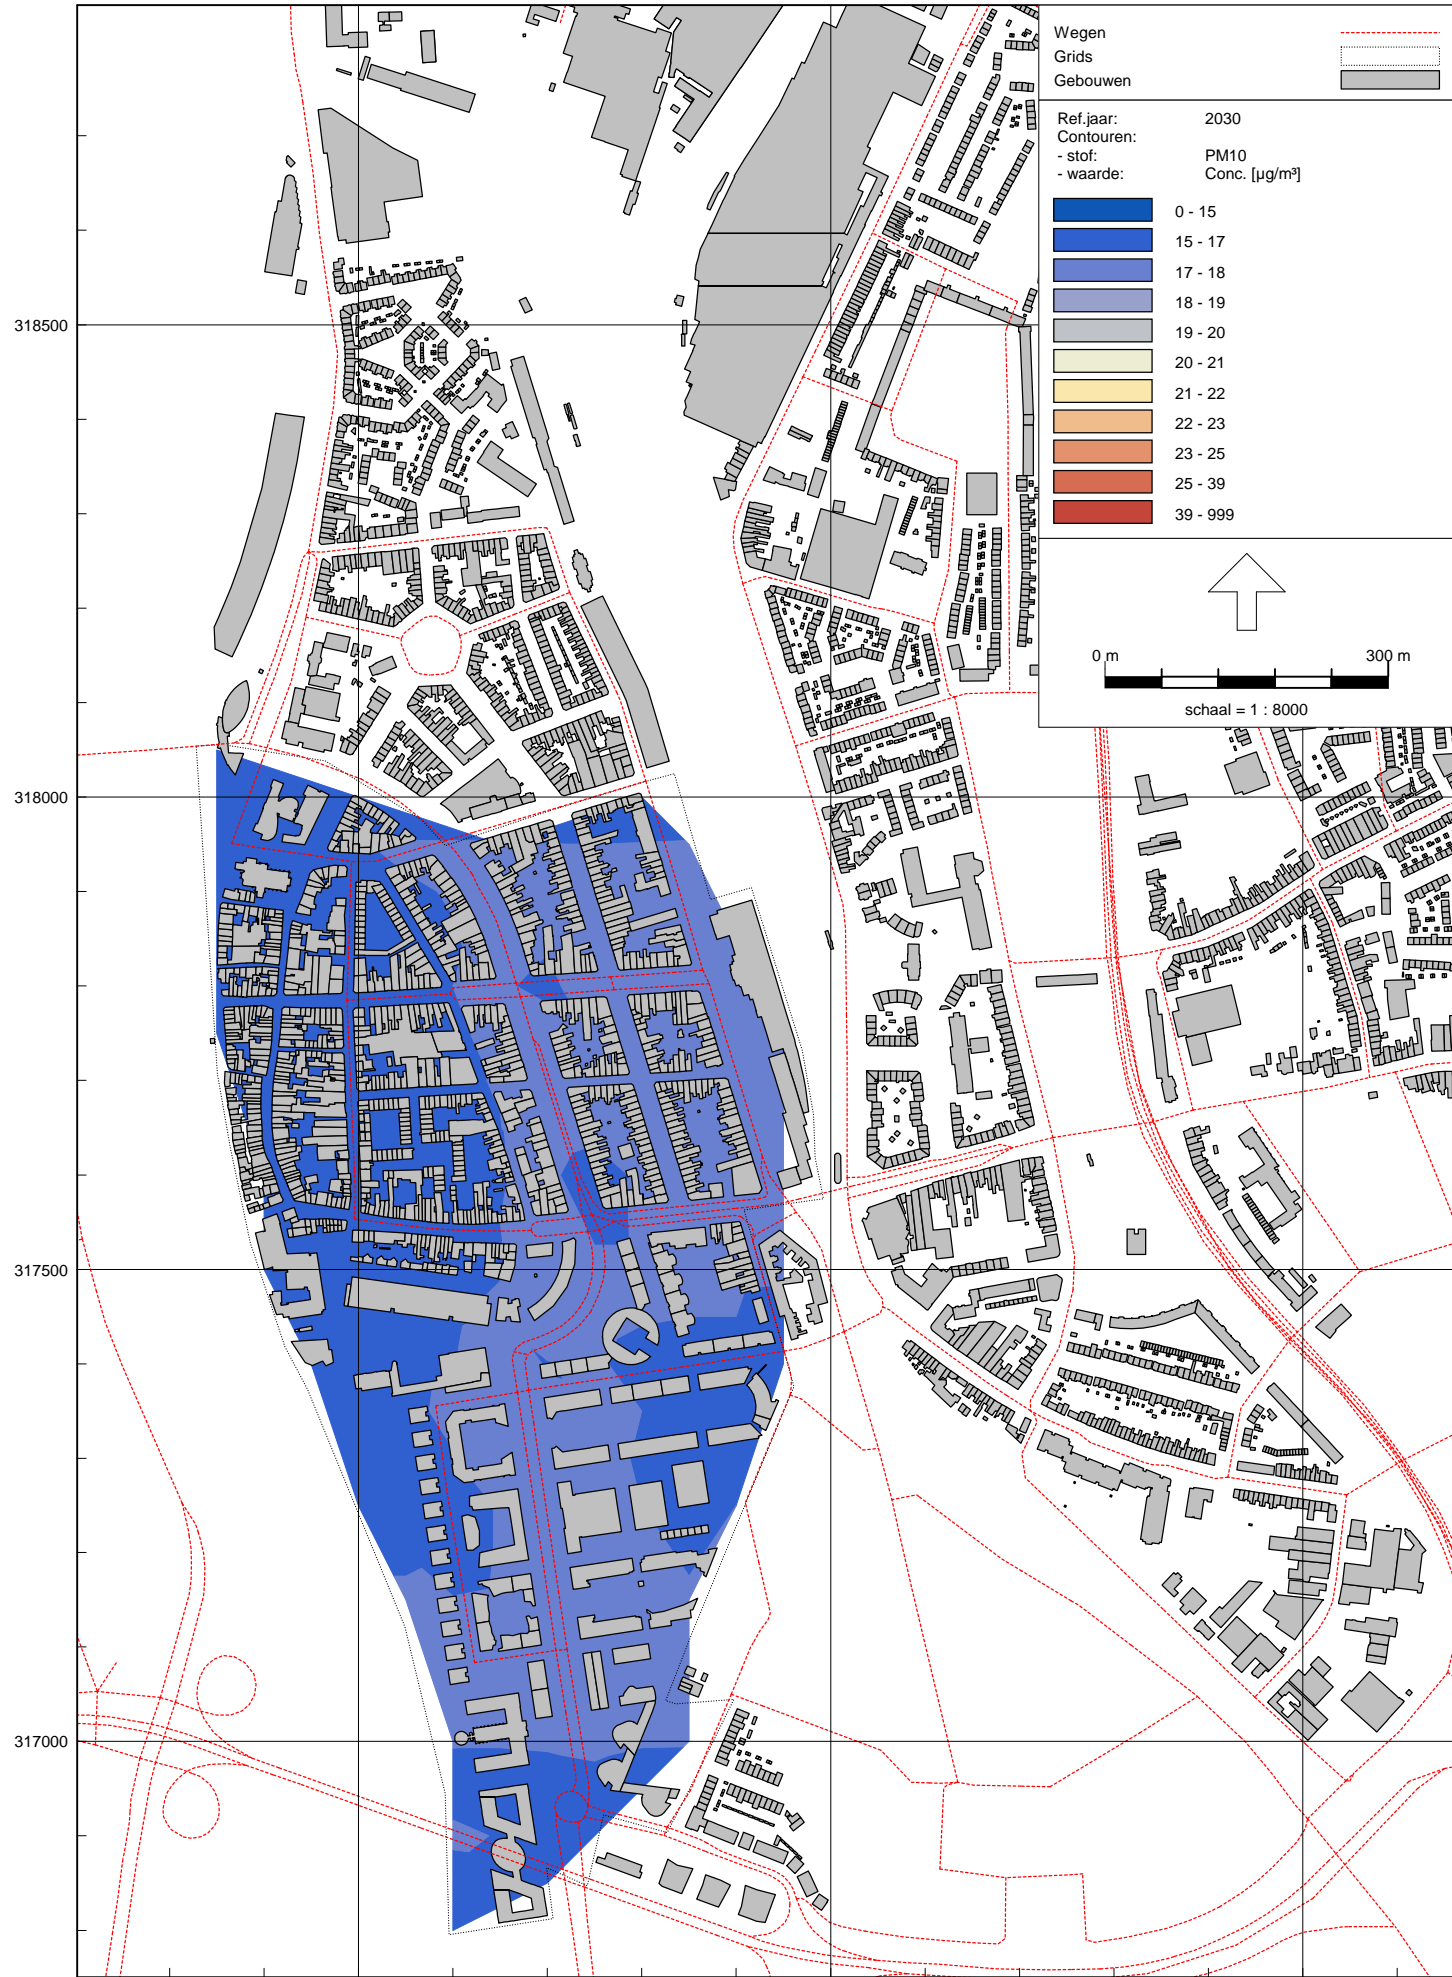 Wegen
Grids
Gebouwen
Ref.jaar: 2030
Contouren:
- stof: PM10
- waarde: Conc. [µg/m³]
0 - 15
15 - 17
17 - 18
18 - 19
19 - 20
20 - 21
21 - 22
22 - 23
23 - 25
25 - 39
39 - 999
0 m 300 m
schaal = 1 : 8000
318500
318000
317500
317000